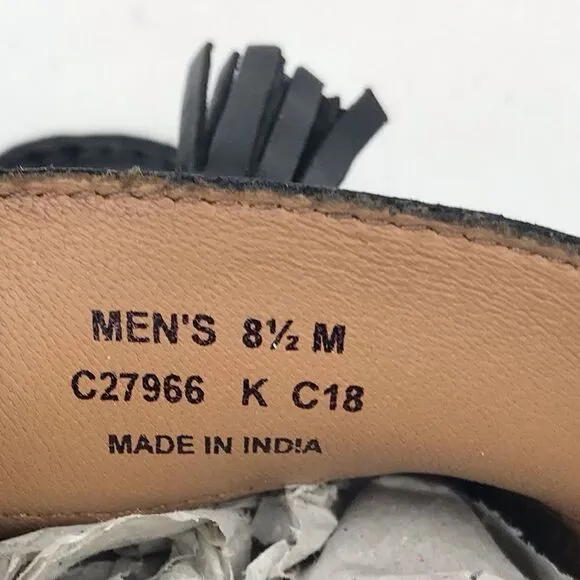 MEN'S 8½ M
C27966 K C18
MADE IN INDIA